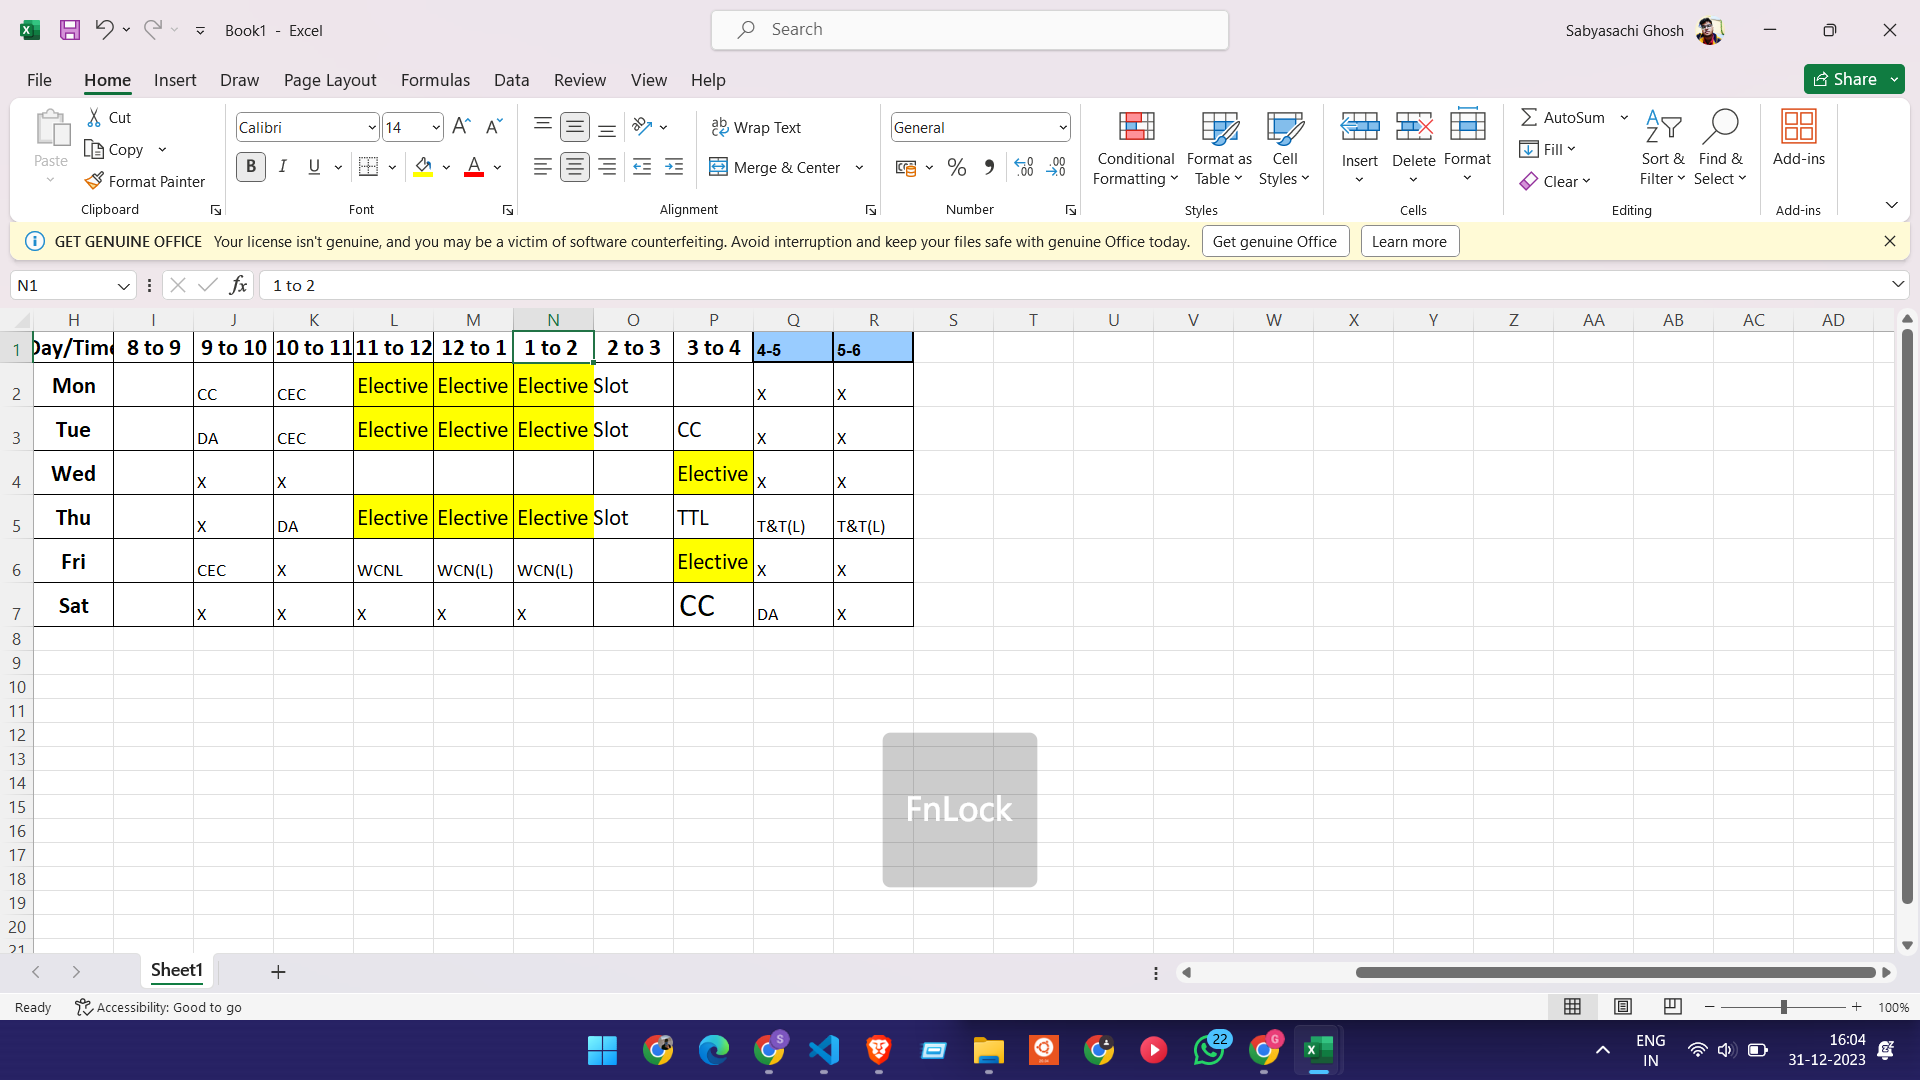 Book1 - Excel
Search
Sabyasachi Ghosh
File Home Insert Draw Page Layout Formulas Data Review View Help
Share
Paste
Cut
Copy
Format Painter
Clipboard
Calibri 14
B I U
Font
Wrap Text
Merge & Center
Alignment
General
Number
Conditional Formatting
Format as Table
Cell Styles
Styles
Insert Delete Format
Cells
AutoSum
Fill
Clear
Sort & Filter
Find & Select
Editing
Add-ins
Add-ins
GET GENUINE OFFICE Your license isn't genuine, and you may be a victim of software counterfeiting. Avoid interruption and keep your files safe with genuine Office today. Get genuine Office Learn more
N1 fx 1 to 2
H I J K L M N O P Q R S T U V W X Y Z AA AB AC AD
1 Day/Time 8 to 9 9 to 10 10 to 11 11 to 12 12 to 1 1 to 2 2 to 3 3 to 4 4-5 5-6
2 Mon CC CEC Elective Elective Elective Slot X X
3 Tue DA CEC Elective Elective Elective Slot CC X X
4 Wed X X Elective X X
5 Thu X DA Elective Elective Elective Slot TTL T&T(L) T&T(L)
6 Fri CEC X WCNL WCN(L) WCN(L) Elective X X
7 Sat X X X X X CC DA X
8
9
10
11
12
13
14
15
16
17
18
19
20
21
FnLock
Sheet1
Ready Accessibility: Good to go 100%
22
ENG
IN
16:04
31-12-2023